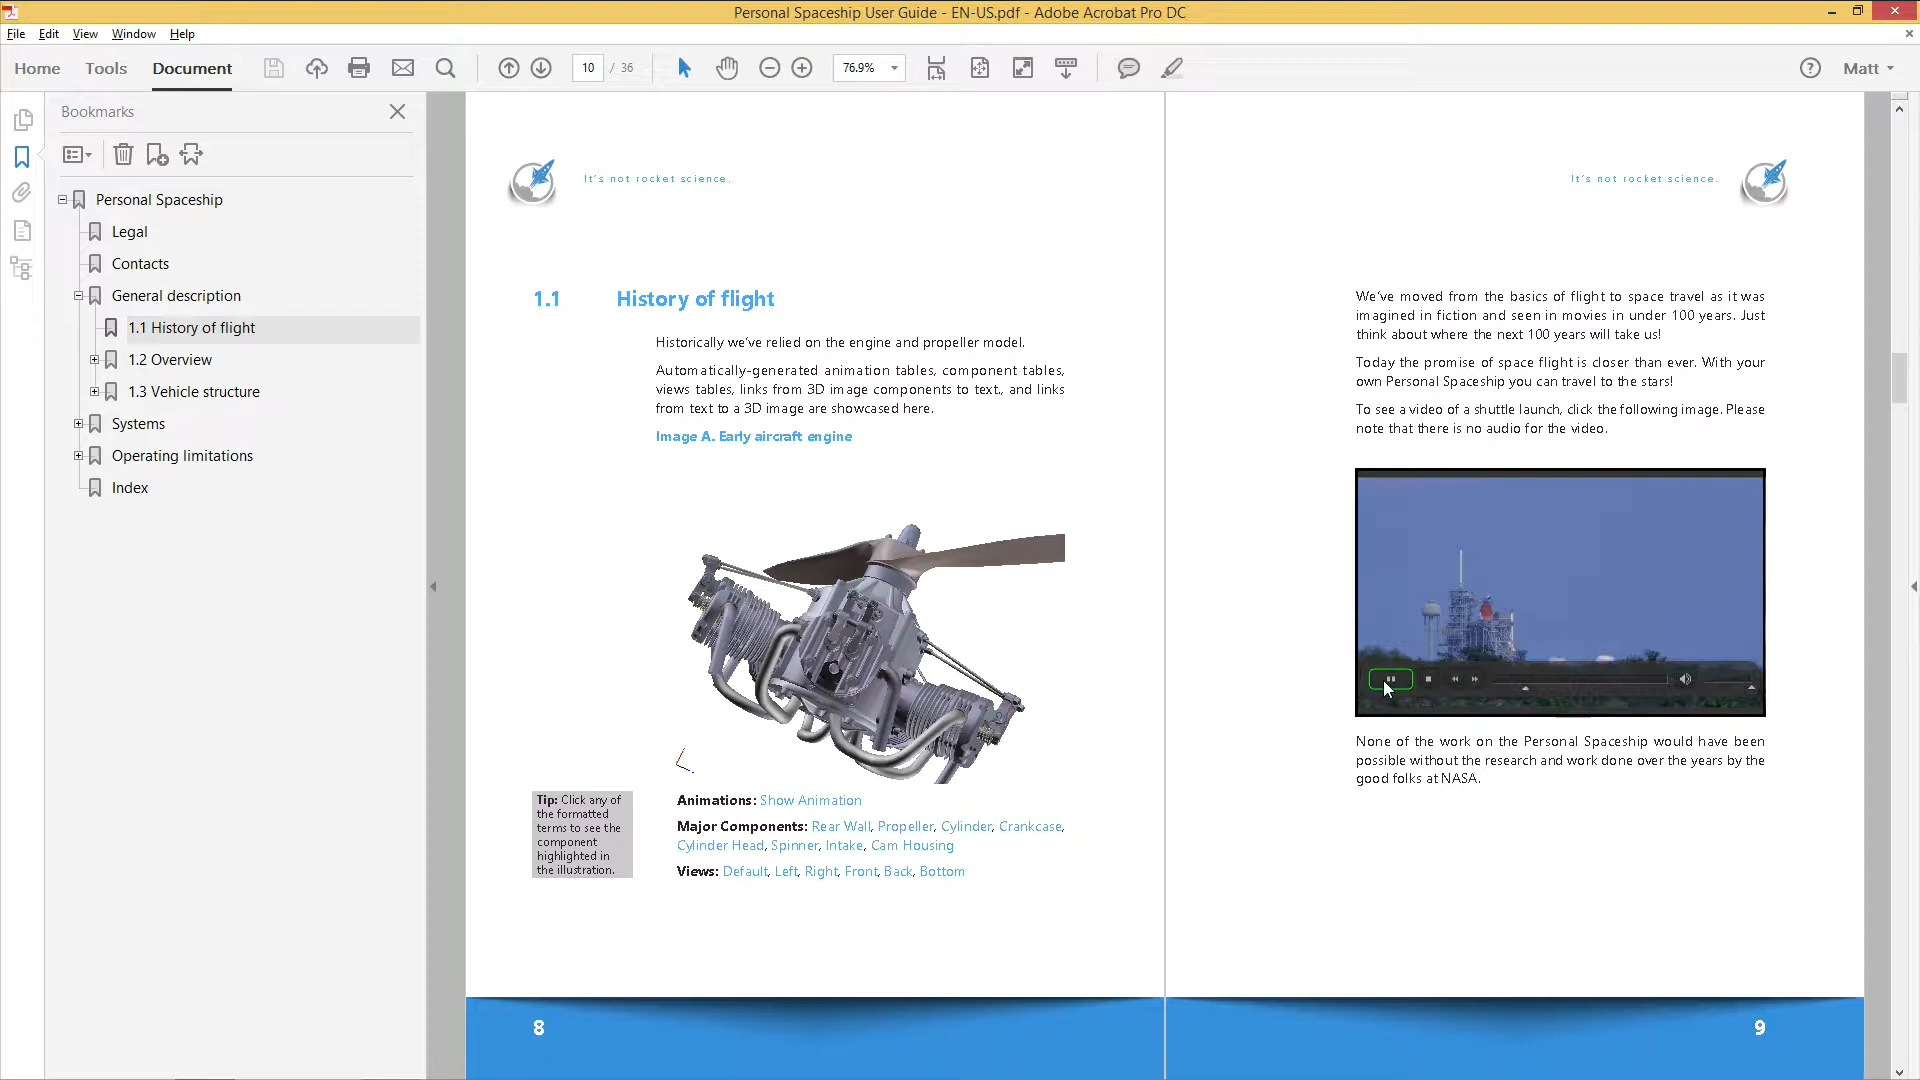 Personal Spaceship User Guide - EN-US.pdf - Adobe Acrobat Pro DC
File Edit View Window Help
Home Tools Document 10 / 36 76.9% Matt
Bookmarks
Personal Spaceship
Legal
Contacts
General description
1.1 History of flight
1.2 Overview
1.3 Vehicle structure
Systems
Operating limitations
Index
It's not rocket science.
1.1 History of flight
Historically we've relied on the engine and propeller model.
Automatically-generated animation tables, component tables,
views tables, links from 3D image components to text., and links
from text to a 3D image are showcased here.
Image A. Early aircraft engine
Tip: Click any of
the formatted
terms to see the
component
highlighted in
the illustration.
Animations: Show Animation
Major Components: Rear Wall, Propeller, Cylinder, Crankcase,
Cylinder Head, Spinner, Intake, Cam Housing
Views: Default, Left, Right, Front, Back, Bottom
8
It's not rocket science.
We've moved from the basics of flight to space travel as it was
imagined in fiction and seen in movies in under 100 years. Just
think about where the next 100 years will take us!
Today the promise of space flight is closer than ever. With your
own Personal Spaceship you can travel to the stars!
To see a video of a shuttle launch, click the following image. Please
note that there is no audio for the video.
None of the work on the Personal Spaceship would have been
possible without the research and work done over the years by the
good folks at NASA.
9